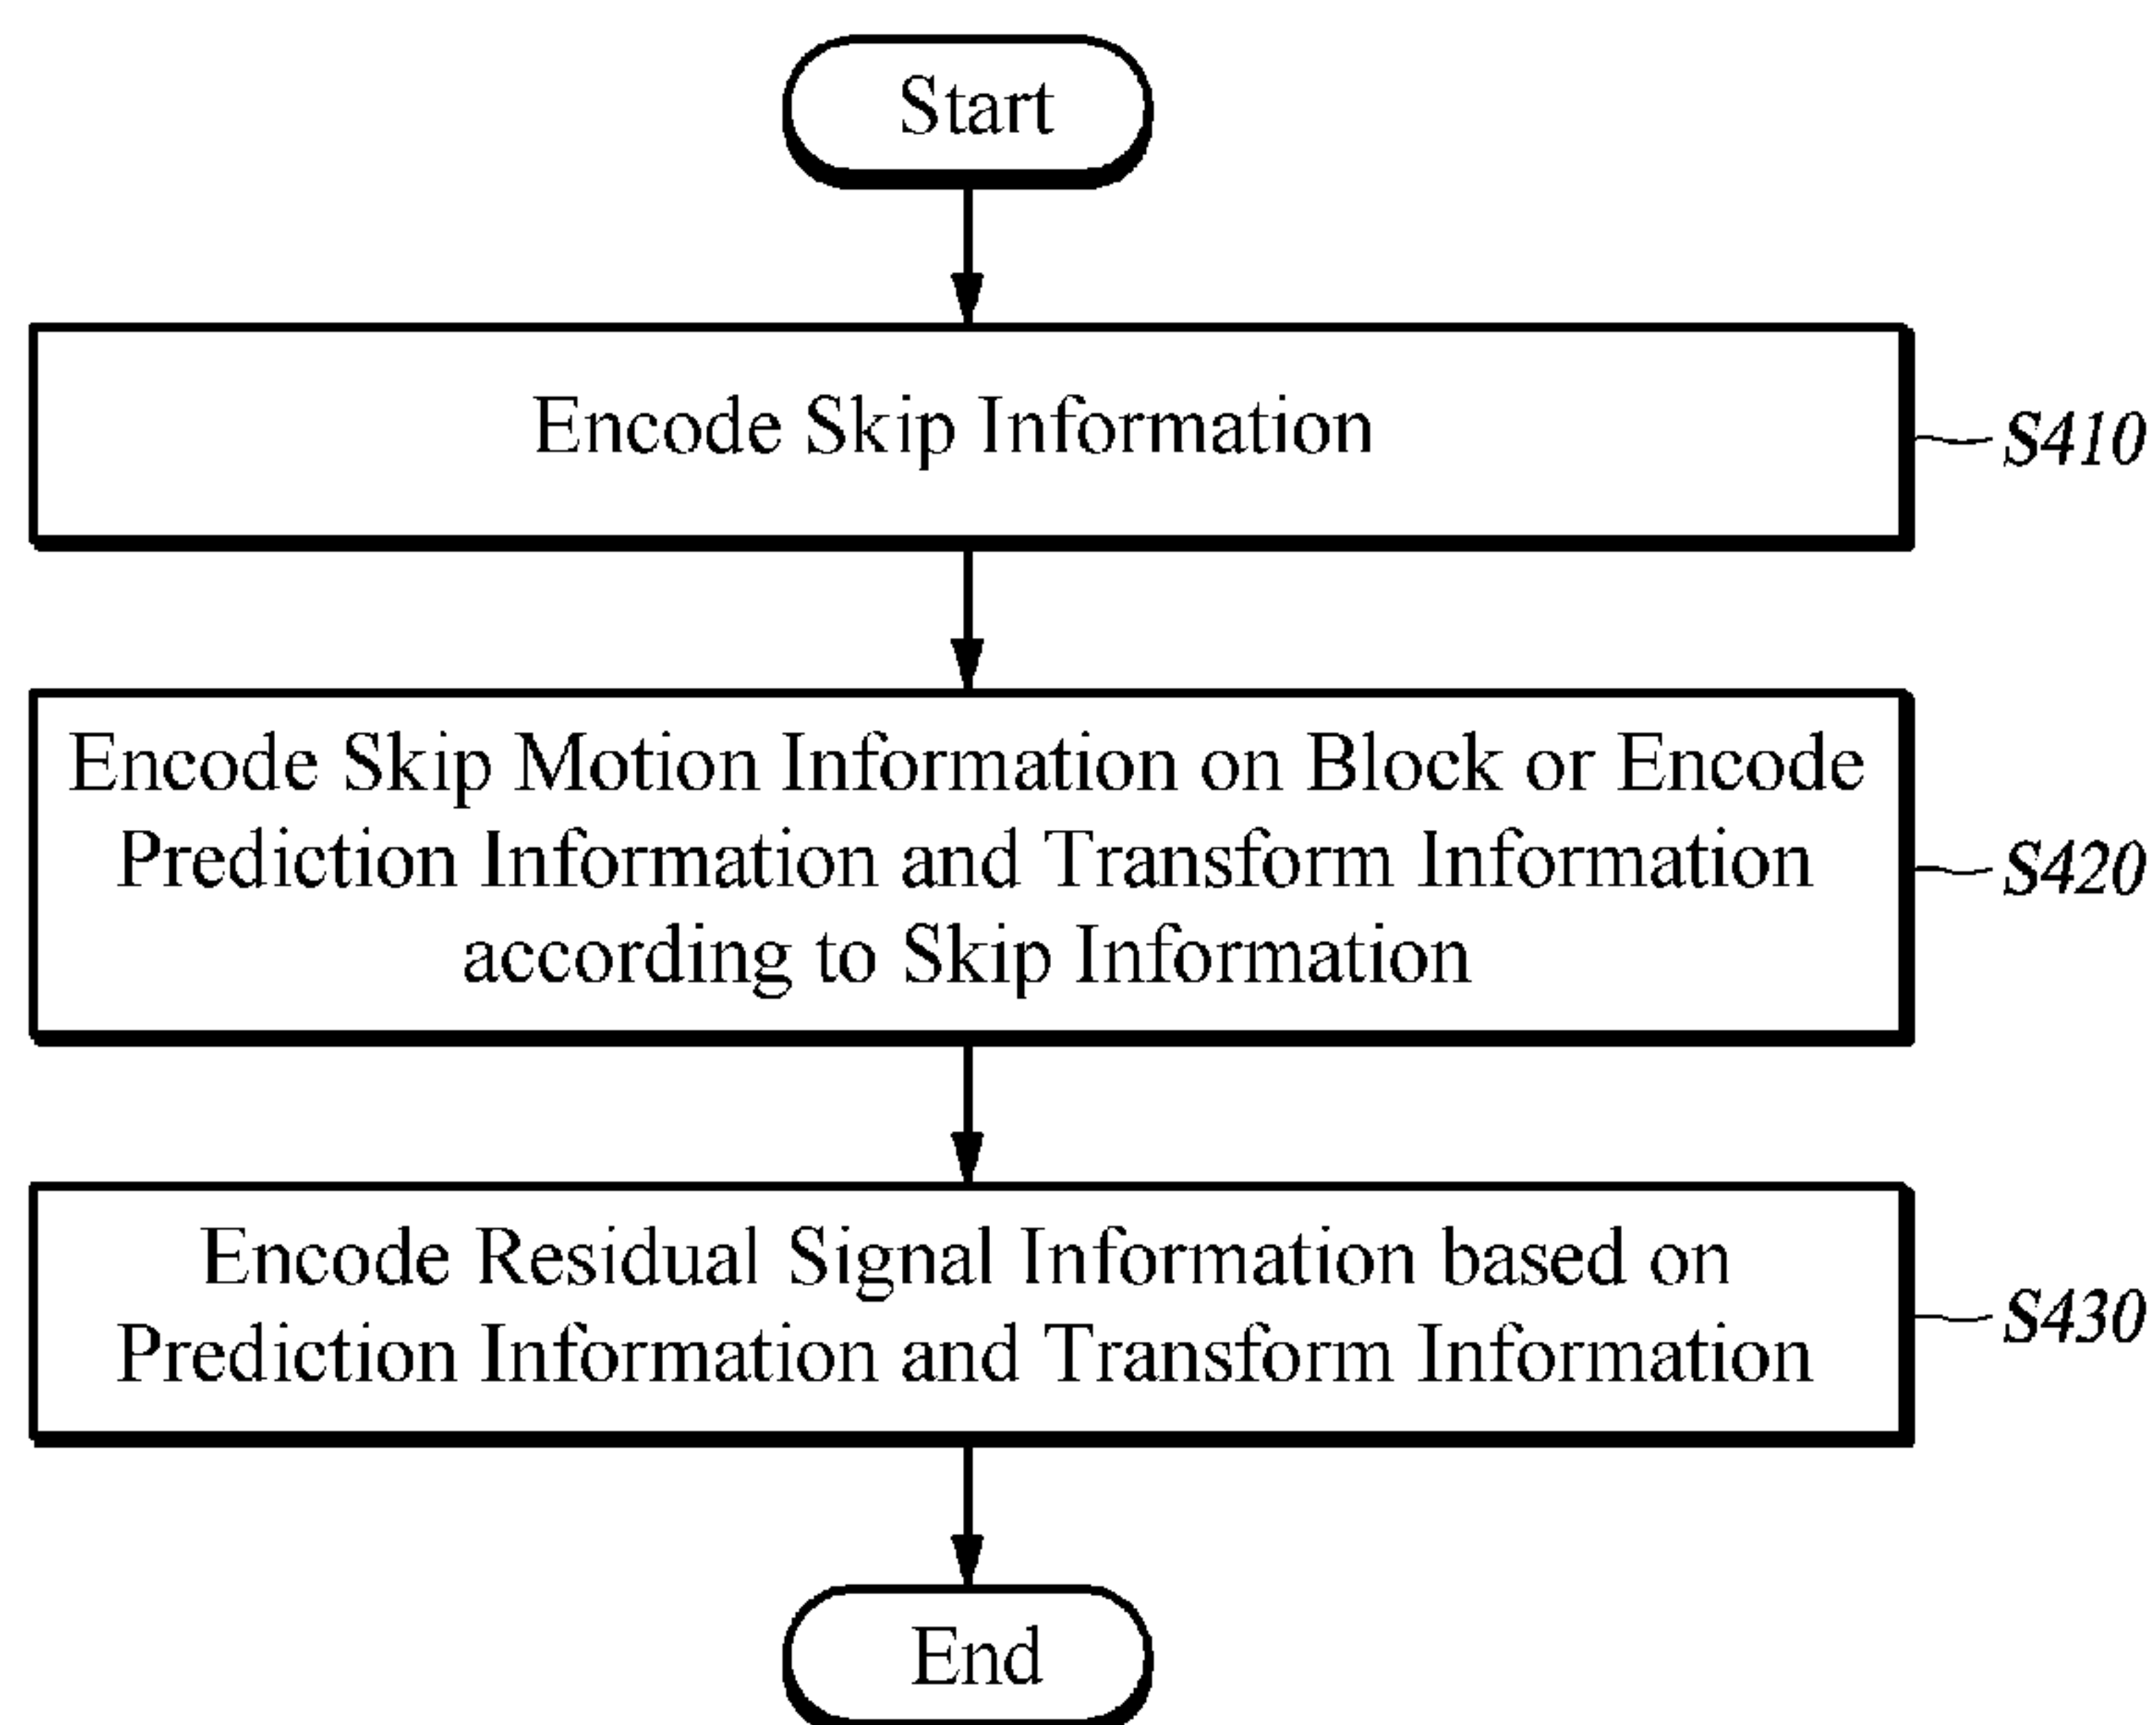 Start
Encode Skip Information
S410
Encode Skip Motion Information on Block or Encode
Prediction Information and Transform Information
according to Skip Information
S420
Encode Residual Signal Information based on
Prediction Information and Transform Information
S430
End